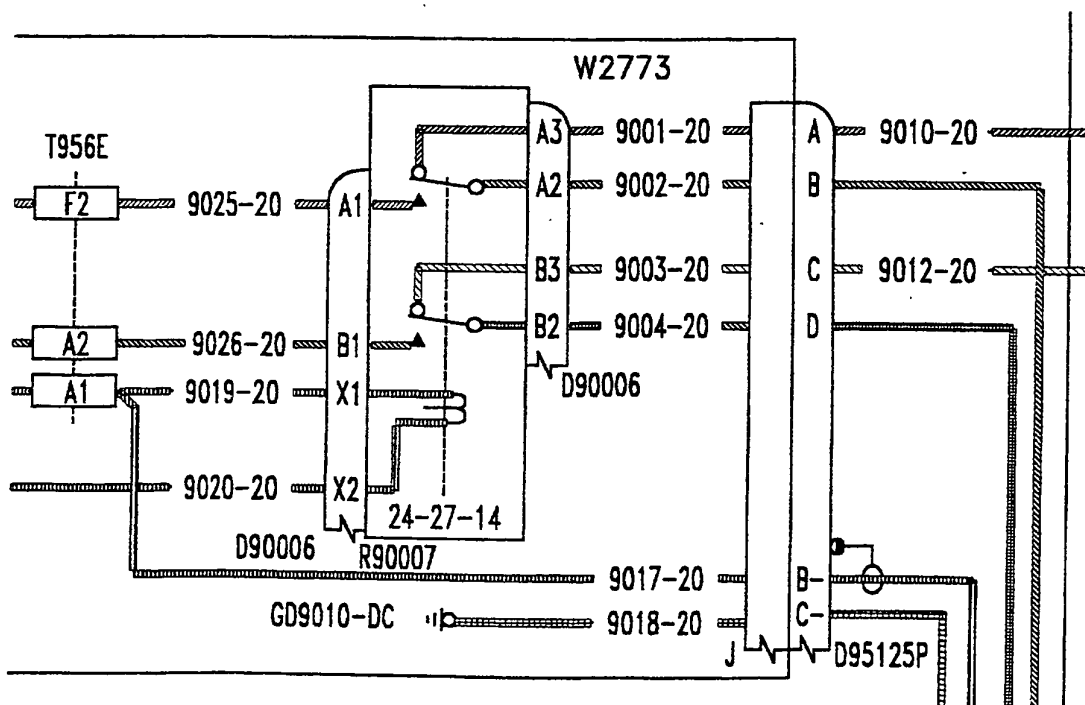 W2773
T956E
A3 9001-20 A 9010-20
A2 9002-20 B
F2 9025-20 A1
B3 9003-20 C 9012-20
B2 9004-20 D
A2 9026-20 B1
D90006
A1 9019-20 X1
9020-20 X2
24-27-14
D90006 R90007
9017-20 B-
GD9010-DC 9018-20 C-
J D95125P